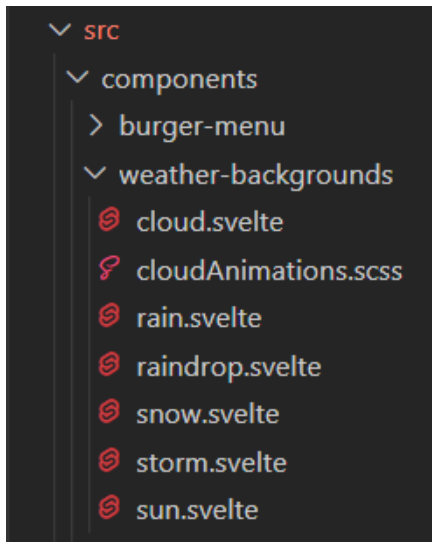 src
components
burger-menu
weather-backgrounds
cloud.svelte
cloudAnimations.scss
rain.svelte
raindrop.svelte
snow.svelte
storm.svelte
sun.svelte